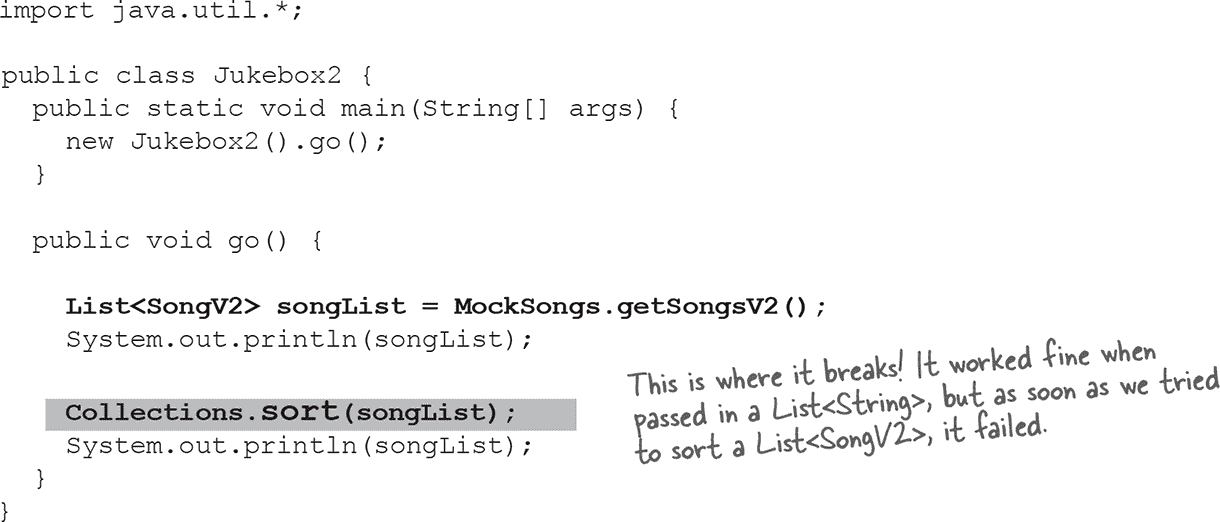 import java.util.*;
public class Jukebox2 {
public static void main(String[] args) {
new Jukebox2().go();
}
public void go() {
List<SongV2> songList = MockSongs.getSongsV2();
System.out.println(songList);
This is where it breaks! It worked fine when
passed in a List<String>, but as soon as we tried
to sort a List<SongV2>, it failed.
Collections.sort(songList);
System.out.println(songList);
}
}